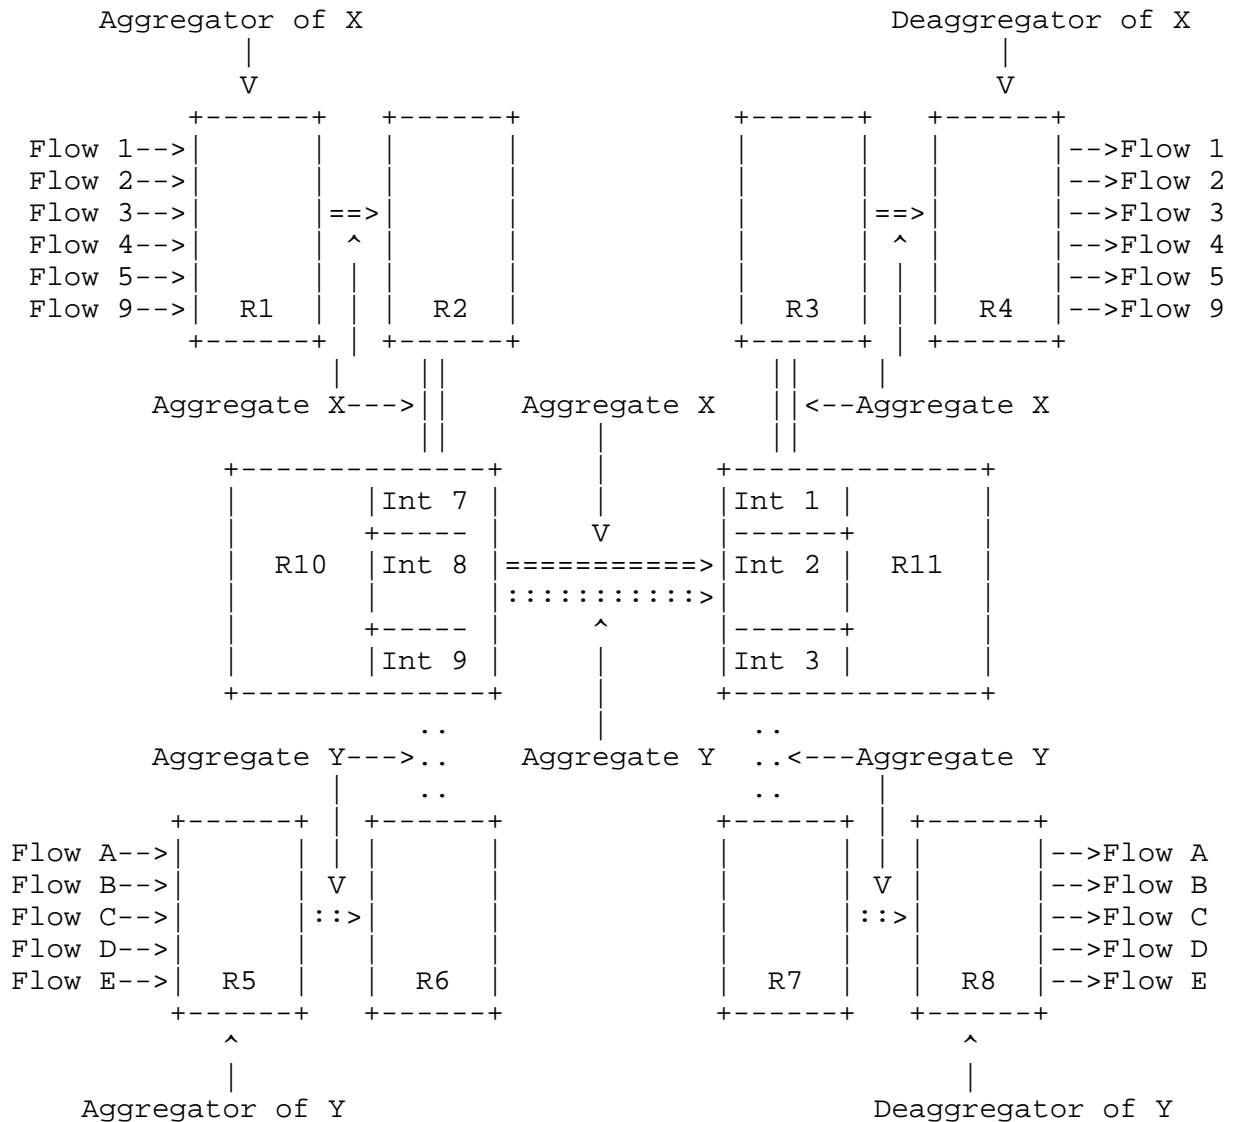 Aggregator of X                              Deaggregator of X
      |                                            |
      V                                            V
   +------+   +------+             +------+   +------+
Flow 1-->|       |   |      |             |      |   |       |-->Flow 1
Flow 2-->|       |   |      |             |      |   |       |-->Flow 2
Flow 3-->|       |==>|      |             |      |==>|       |-->Flow 3
Flow 4-->|       | ^ |      |             |      | ^ |       |-->Flow 4
Flow 5-->|       | | |      |             |      | | |       |-->Flow 5
Flow 9-->|  R1   | | |  R2  |             |  R3  | | |  R4   |-->Flow 9
   +------+ | +------+             +------+ | +------+
           |    ||                     ||    |
Aggregate X--->||   Aggregate X   ||<--Aggregate X
               ||        |        ||
   +--------------+      |      +--------------+
   |       |Int 7 |      |      |Int 1 |       |
   |       +----- |      V      |------+       |
   |  R10  |Int 8 |===========>|Int 2 |  R11  |
   |       |      |:::::::::::>|      |       |
   |       +----- |      ^      |------+       |
   |       |Int 9 |      |      |Int 3 |       |
   +--------------+      |      +--------------+
               ..        |        ..
Aggregate Y--->..   Aggregate Y   ..<---Aggregate Y
           |   ..                 ..    |
   +------+ | +------+             +------+ | +------+
Flow A-->|       | | |      |             |      | | |       |-->Flow A
Flow B-->|       | V |      |             |      | V |       |-->Flow B
Flow C-->|       |::>|      |             |      |::>|       |-->Flow C
Flow D-->|       |   |      |             |      |   |       |-->Flow D
Flow E-->|  R5   |   |  R6  |             |  R7  |   |  R8   |-->Flow E
   +------+   +------+             +------+   +------+
      ^                                            ^
      |                                            |
Aggregator of Y                              Deaggregator of Y